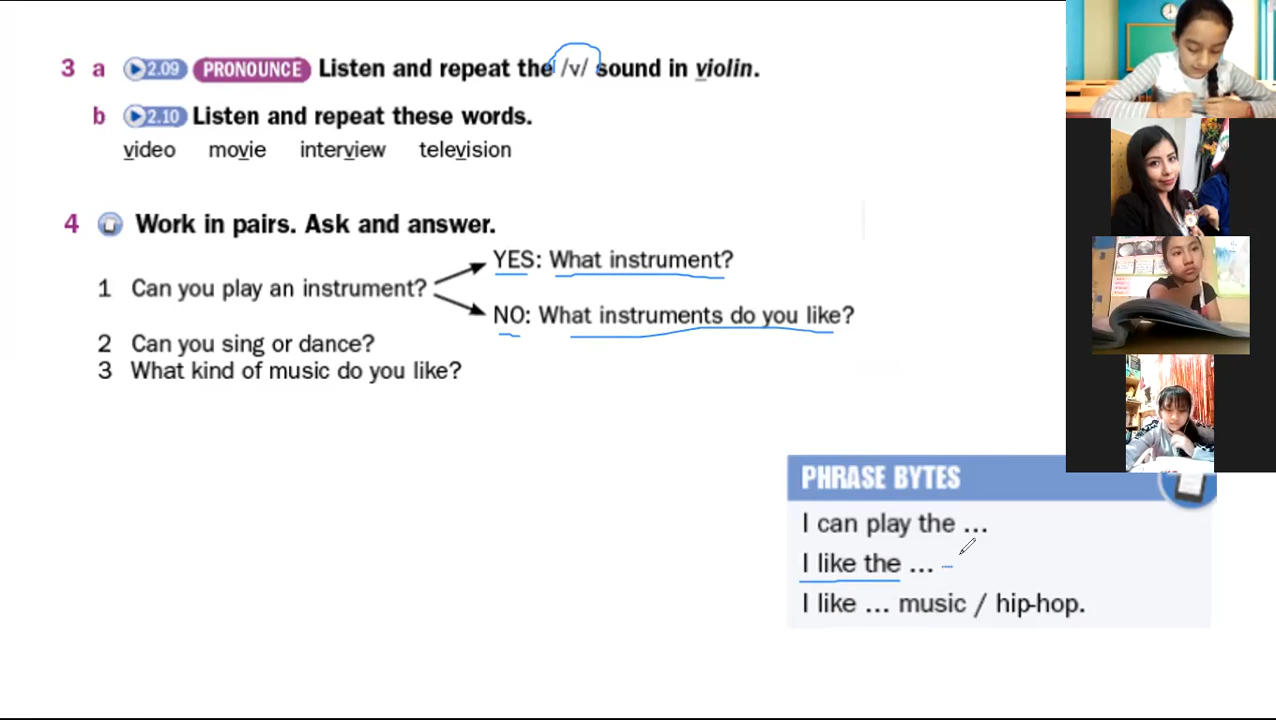 3 a 2.09 PRONOUNCE Listen and repeat the /v/ sound in violin.
b 2.10 Listen and repeat these words.
video movie interview television
4 Work in pairs. Ask and answer.
YES: What instrument?
1 Can you play an instrument?
NO: What instruments do you like?
2 Can you sing or dance?
3 What kind of music do you like?
PHRASE BYTES
I can play the ...
I like the ...
I like ... music / hip-hop.